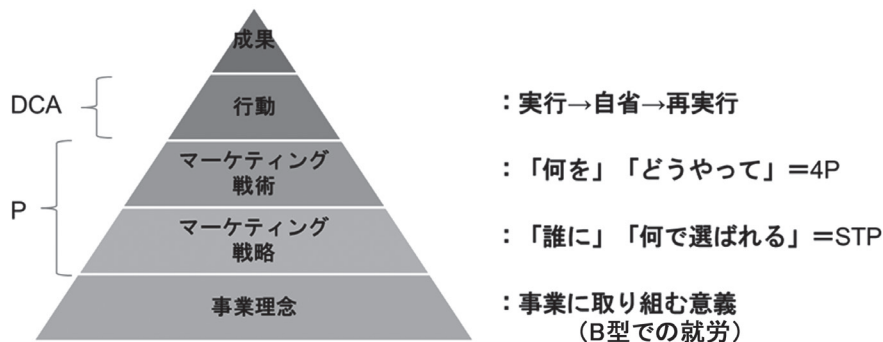 成果
DCA
行動
：実行→自省→再実行
P
マーケティング
戦術
：「何を」「どうやって」＝4P
マーケティング
戦略
：「誰に」「何で選ばれる」＝STP
事業理念
：事業に取り組む意義
（B型での就労）